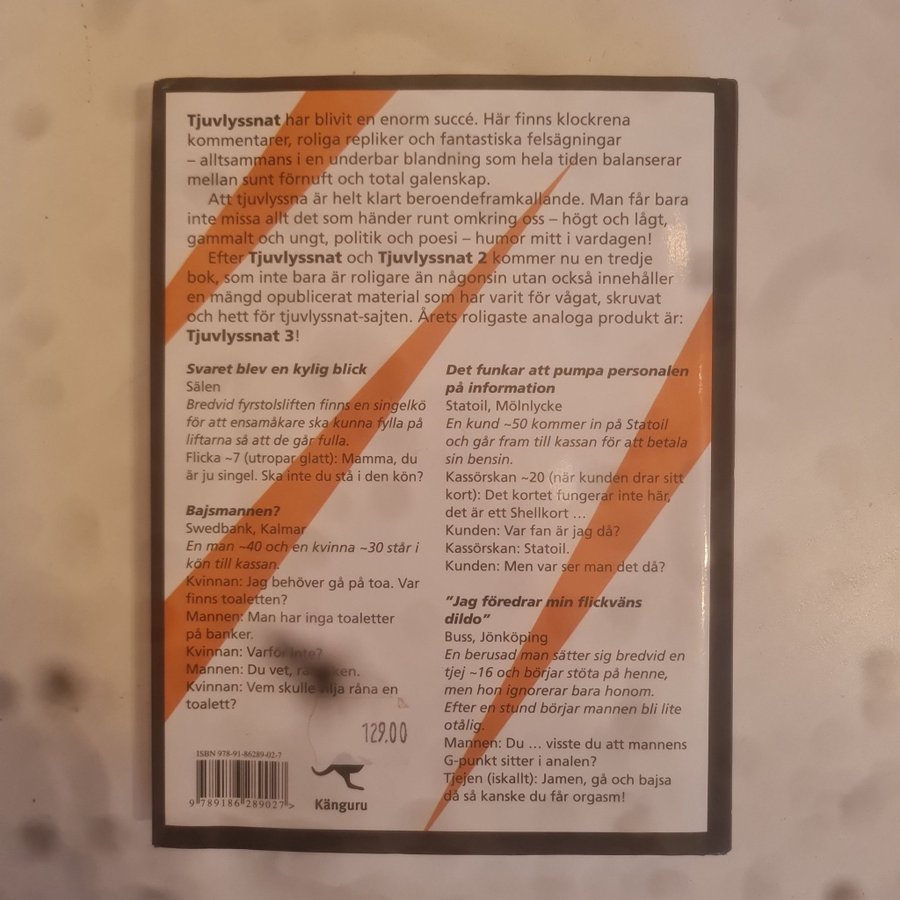 Tjuvlyssnat har blivit en enorm succé. Här finns klockrena
kommentarer, roliga repliker och fantastiska felsägningar
– alltsammans i en underbar blandning som hela tiden balanserar
mellan sunt förnuft och total galenskap.
Att tjuvlyssna är helt klart beroendeframkallande. Man får bara
inte missa allt det som händer runt omkring oss – högt och lågt,
gammalt och ungt, politik och poesi – humor mitt i vardagen!
Efter Tjuvlyssnat och Tjuvlyssnat 2 kommer nu en tredje
bok, som inte bara är roligare än någonsin utan också innehåller
en mängd opublicerat material som har varit för vågat, skruvat
och hett för tjuvlyssnat-sajten. Årets roligaste analoga produkt är:
Tjuvlyssnat 3!
Svaret blev en kylig blick
Sälen
Bredvid fyrstolsliften finns en singelkö
för att ensamåkare ska kunna fylla på
liftarna så att de går fulla.
Flicka ~7 (utropar glatt): Mamma, du
är ju singel. Ska inte du stå i den kön?
Bajsmannen?
Swedbank, Kalmar
En man ~40 och en kvinna ~30 står i
kön till kassan.
Kvinnan: Jag behöver gå på toa. Var
finns toaletten?
Mannen: Man har inga toaletter
på banker.
Kvinnan: Varför inte?
Mannen: Du vet,
Kvinnan: Vem skulle vilja råna en
toalett?
Det funkar att pumpa personalen
på information
Statoil, Mölnlycke
En kund ~50 kommer in på Statoil
och går fram till kassan för att betala
sin bensin.
Kassörskan ~20 (när kunden drar sitt
kort): Det kortet fungerar inte här,
det är ett Shellkort …
Kunden: Var fan är jag då?
Kassörskan: Statoil.
Kunden: Men var ser man det då?
”Jag föredrar min flickväns
dildo”
Buss, Jönköping
En berusad man sätter sig bredvid en
tjej ~16 och börjar stöta på henne,
men hon ignorerar bara honom.
Efter en stund börjar mannen bli lite
otålig.
Mannen: Du … visste du att mannens
G-punkt sitter i analen?
Tjejen (iskallt): Jamen, gå och bajsa
då så kanske du får orgasm!
129.00
ISBN 978-91-86289-02-7
9 789186 289027>
Känguru